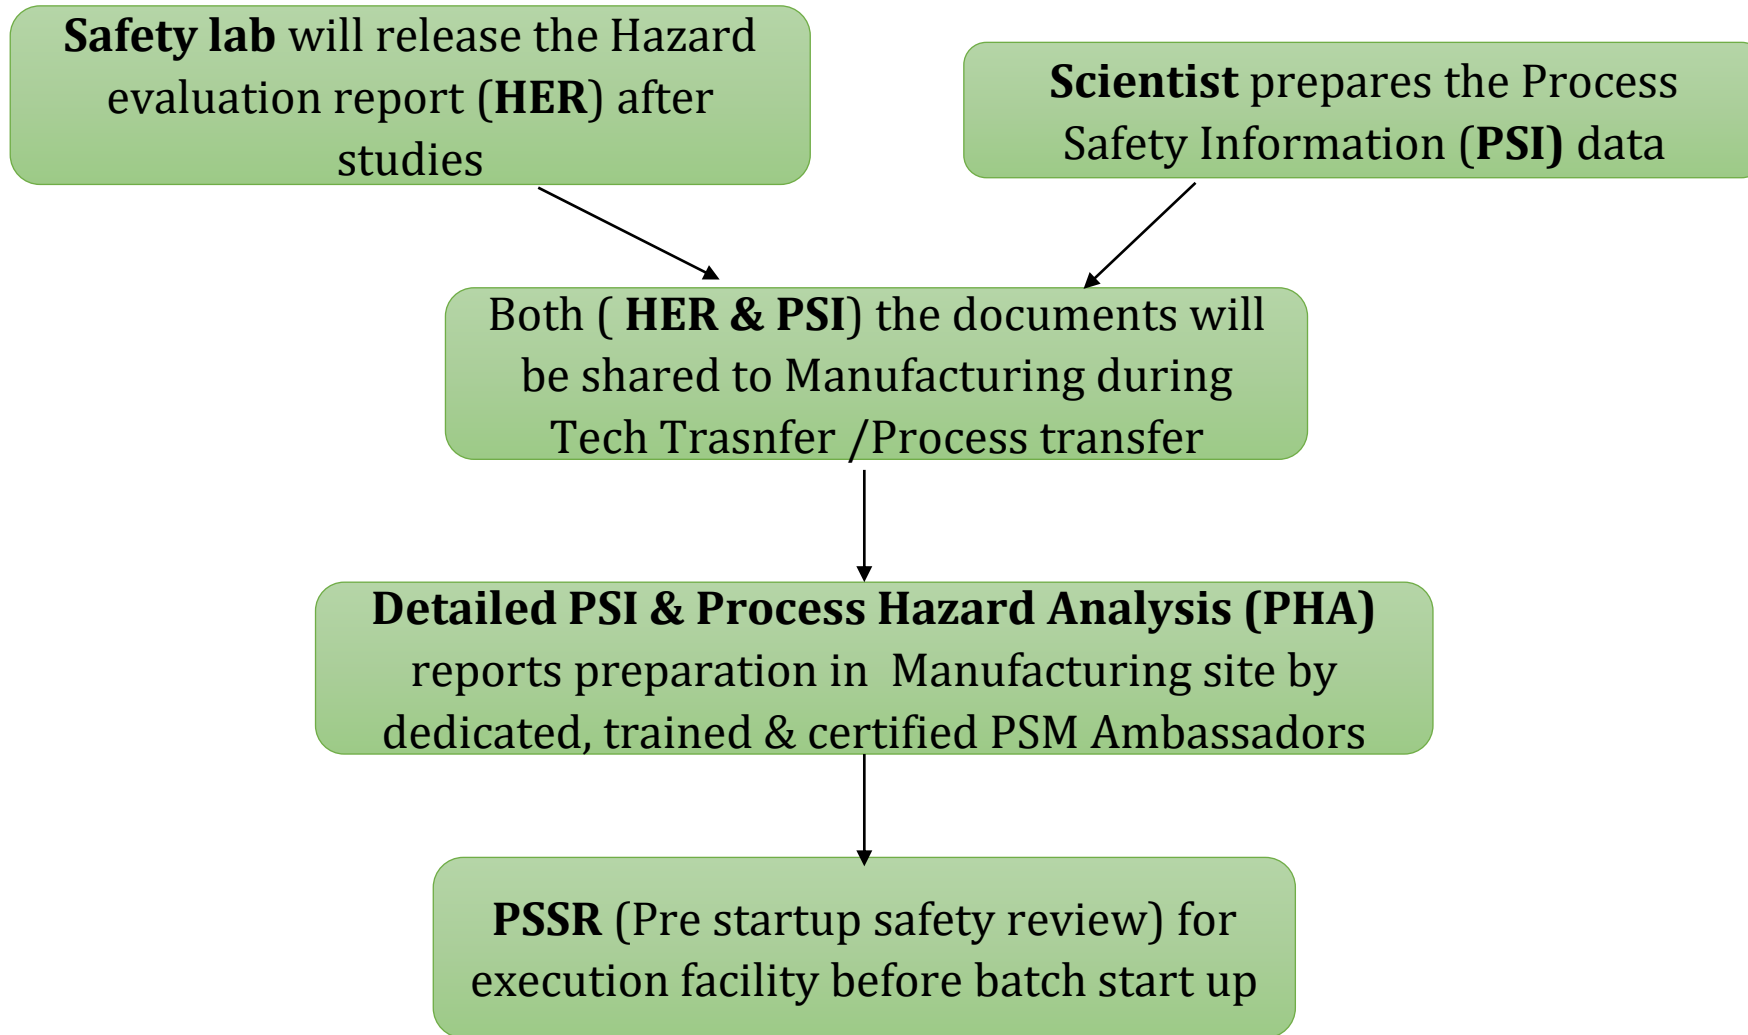 Safety lab will release the Hazard
evaluation report (HER) after
studies
Scientist prepares the Process
Safety Information (PSI) data
Both ( HER & PSI) the documents will
be shared to Manufacturing during
Tech Trasnfer /Process transfer
Detailed PSI & Process Hazard Analysis (PHA)
reports preparation in Manufacturing site by
dedicated, trained & certified PSM Ambassadors
PSSR (Pre startup safety review) for
execution facility before batch start up